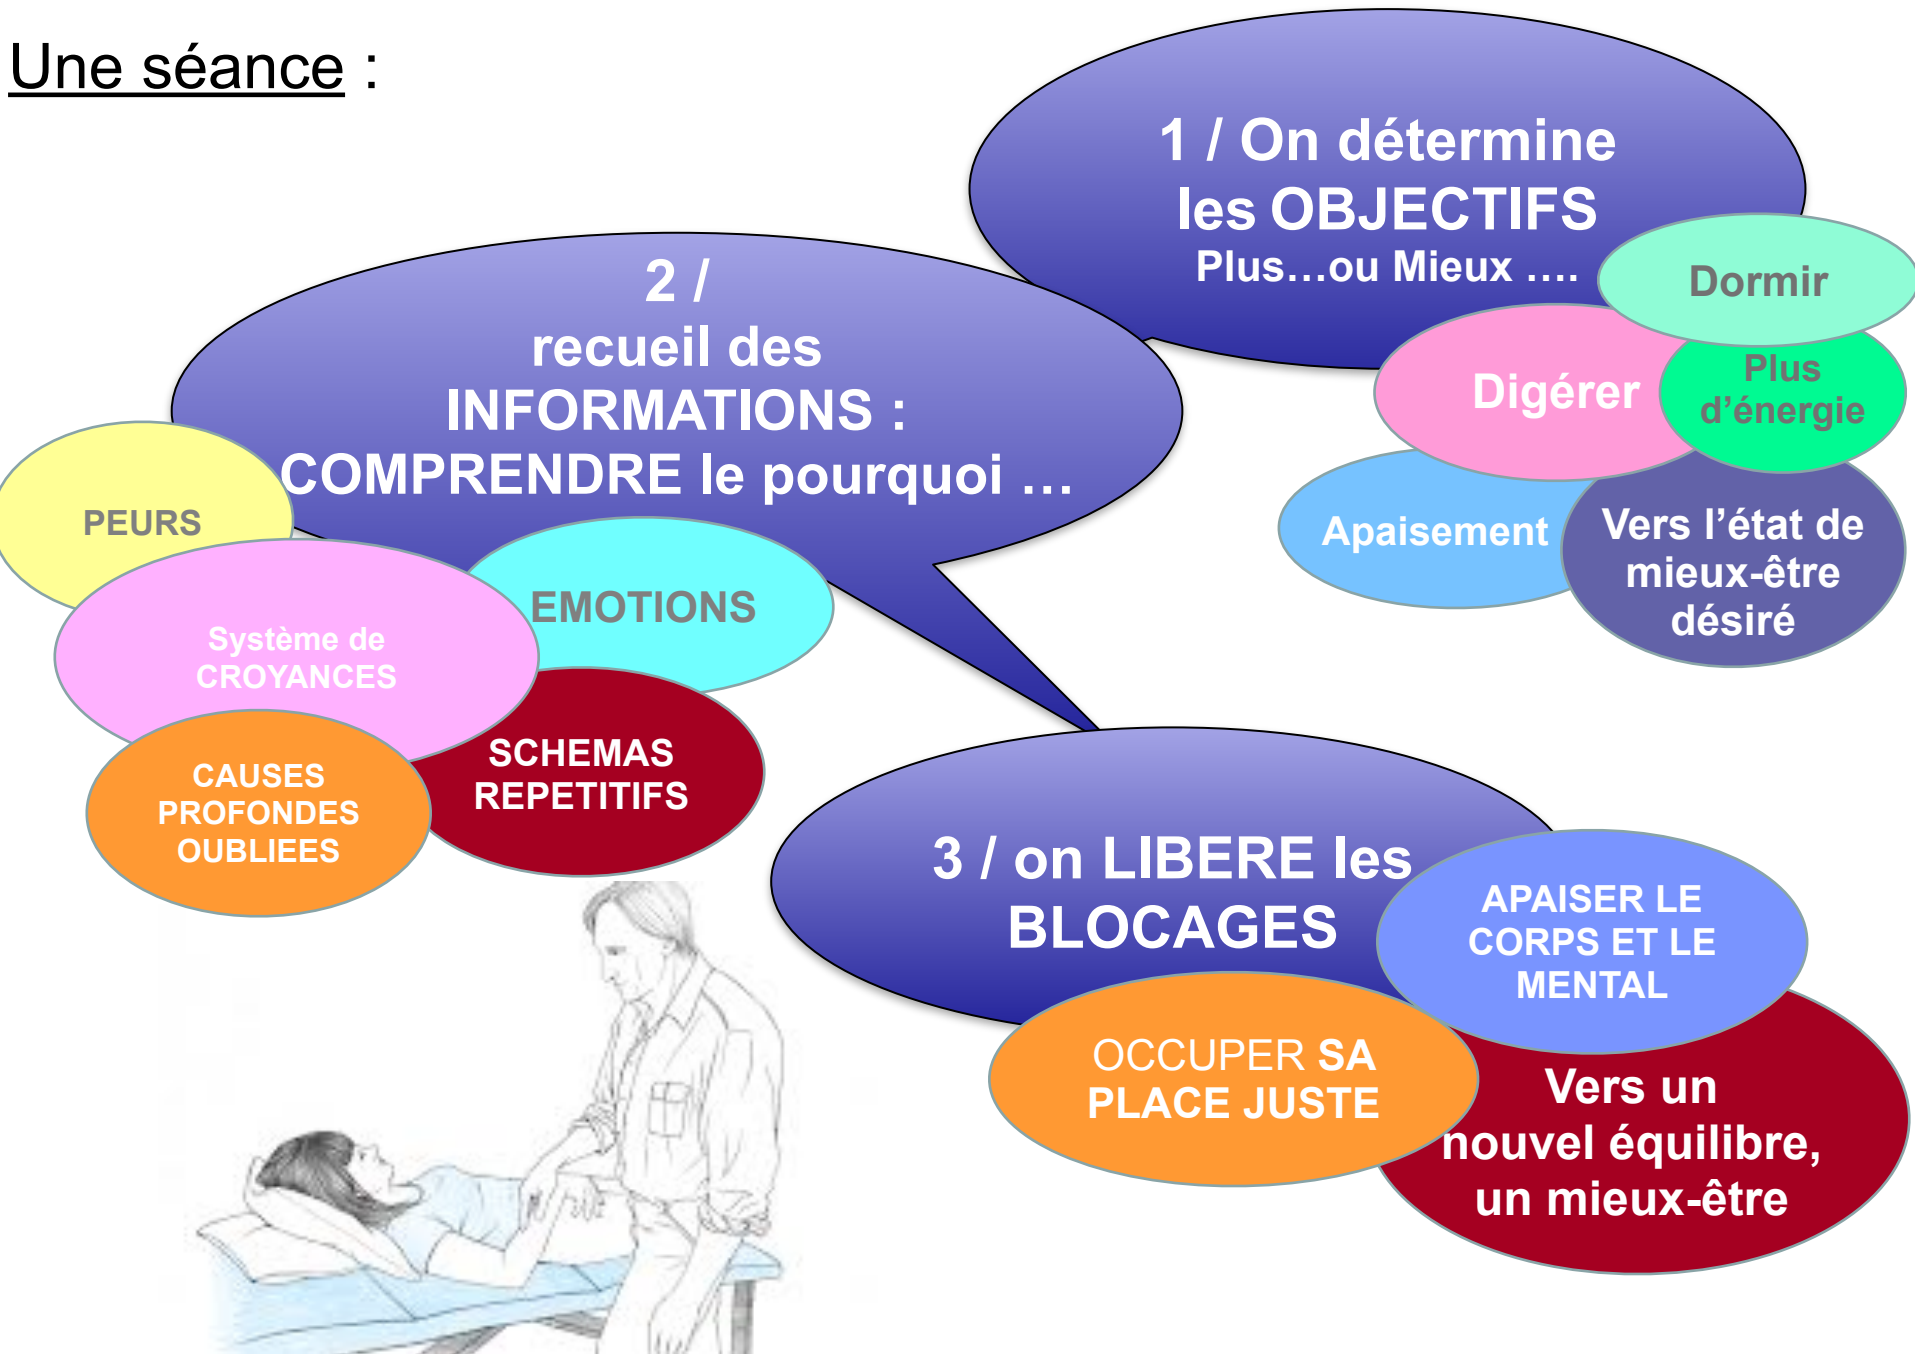 Une séance :
1 / On détermine
les OBJECTIFS
Plus…ou Mieux ….
Dormir
Digérer
Plus
d’énergie
Apaisement
Vers l’état de
mieux-être
désiré
2 /
recueil des
INFORMATIONS :
COMPRENDRE le pourquoi …
PEURS
EMOTIONS
Système de
CROYANCES
SCHEMAS
REPETITIFS
CAUSES
PROFONDES
OUBLIEES
3 / on LIBERE les
BLOCAGES
APAISER LE
CORPS ET LE
MENTAL
OCCUPER SA
PLACE JUSTE
Vers un
nouvel équilibre,
un mieux-être